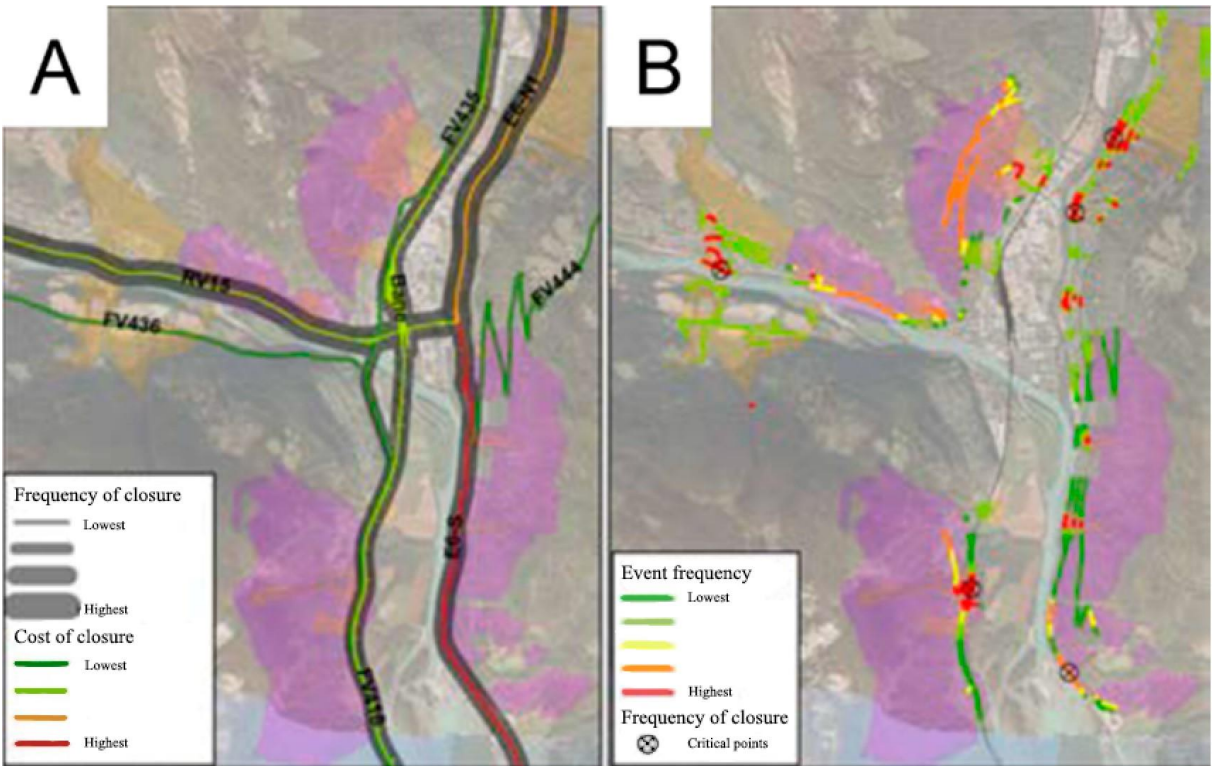 A
B
FV435
E6-N1
RV15
FV436
FV444
E6-S
Frequency of closure
Lowest
Highest
Cost of closure
Lowest
Highest
Event frequency
Lowest
Highest
Frequency of closure
Critical points